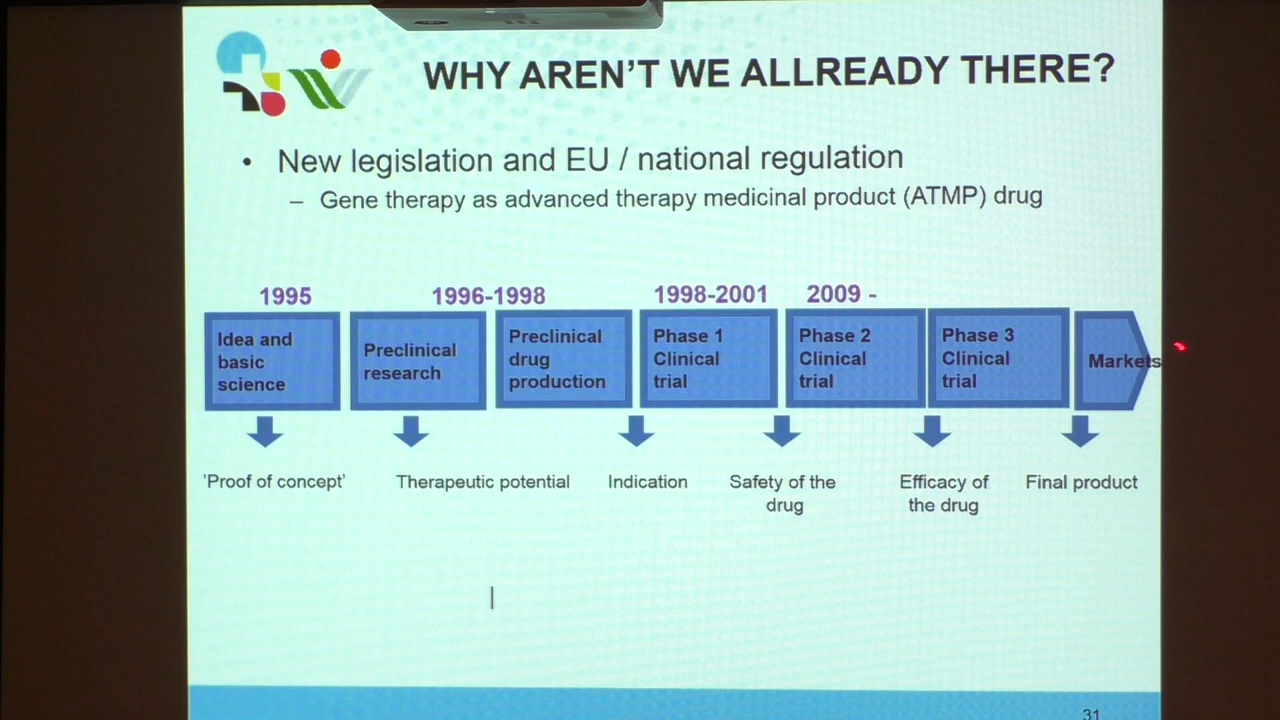 WHY AREN'T WE ALLREADY THERE?
• New legislation and EU / national regulation
– Gene therapy as advanced therapy medicinal product (ATMP) drug
1995
1996-1998
1998-2001
2009 -
Idea and
basic
science
Preclinical
research
Preclinical
drug
production
Phase 1
Clinical
trial
Phase 2
Clinical
trial
Phase 3
Clinical
trial
Markets
'Proof of concept'
Therapeutic potential
Indication
Safety of the
drug
Efficacy of
the drug
Final product
31